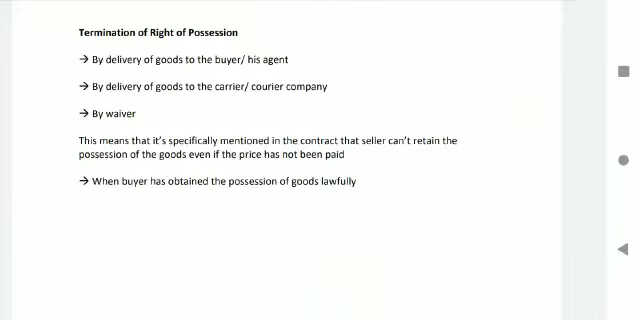 Termination of Right of Possession
→ By delivery of goods to the buyer/ his agent
→ By delivery of goods to the carrier/ courier company
→ By waiver
This means that it's specifically mentioned in the contract that seller can't retain the
possession of the goods even if the price has not been paid
→ When buyer has obtained the possession of goods lawfully